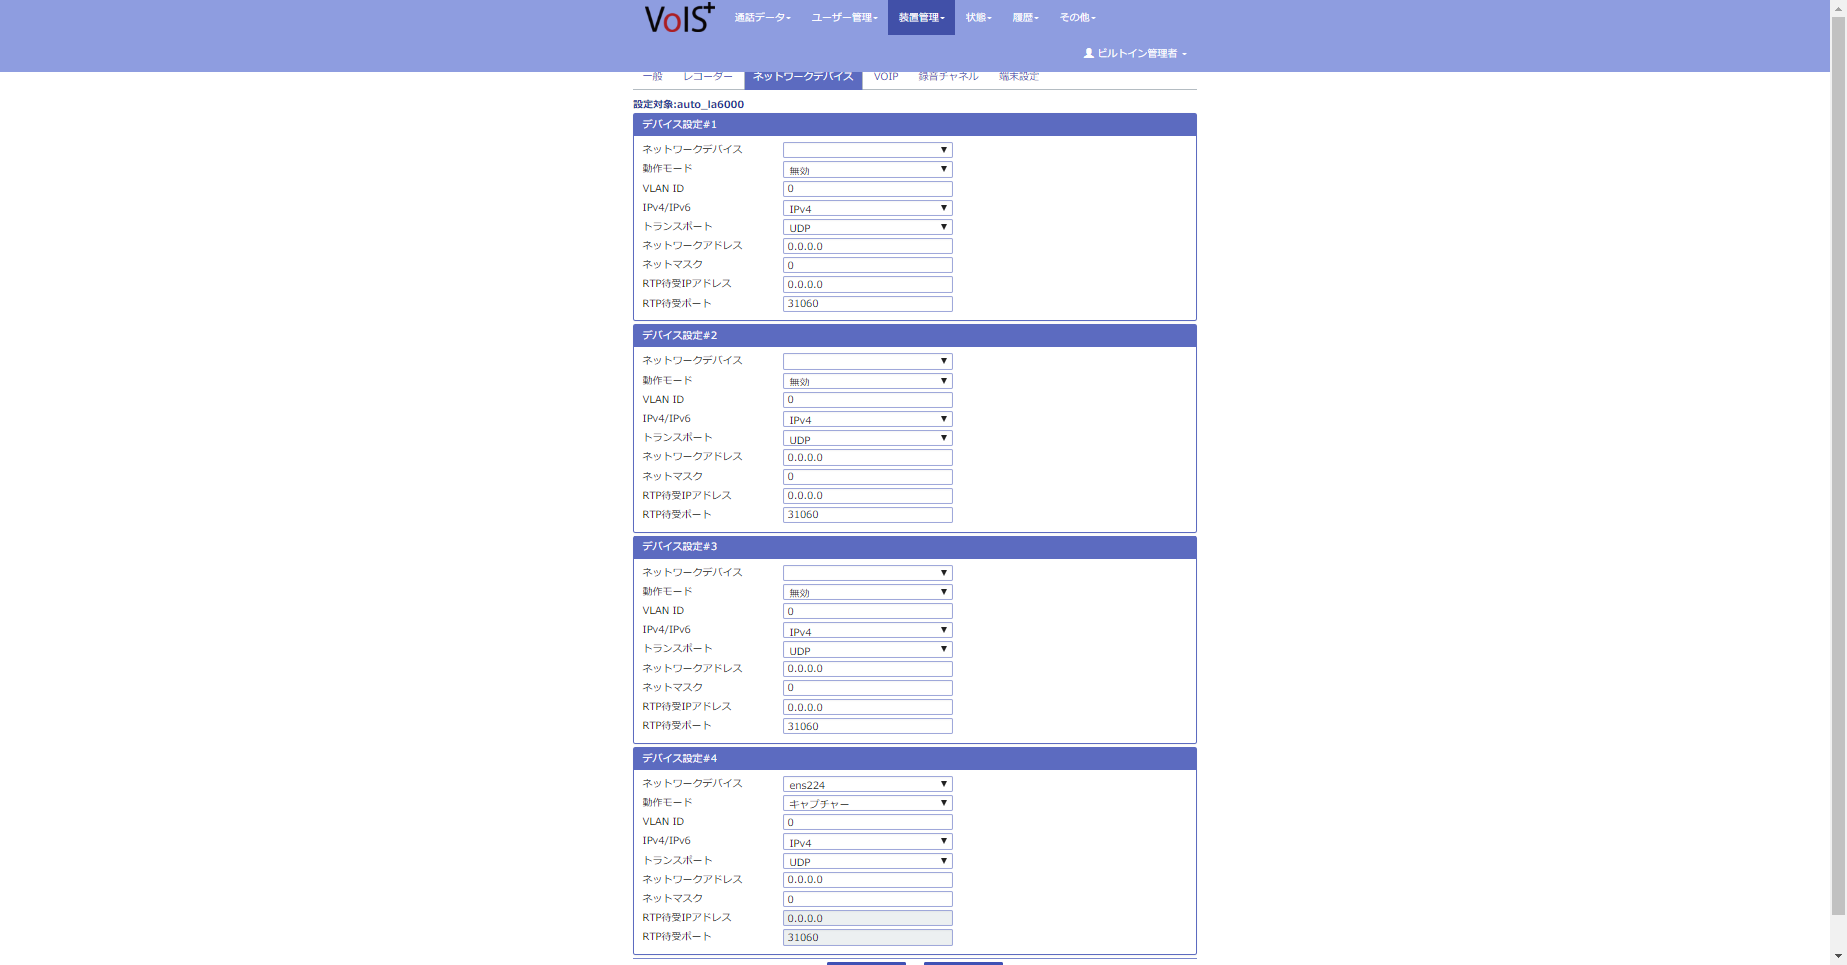 VoIS+ 通話データ ユーザー管理 装置管理 状態 履歴 その他
ビルトイン管理者
一般 レコーダー ネットワークデバイス VOIP 録音チャネル 端末設定
設定対象:auto_la6000
デバイス設定#1
ネットワークデバイス
動作モード 無効
VLAN ID 0
IPv4/IPv6 IPv4
トランスポート UDP
ネットワークアドレス 0.0.0.0
ネットマスク 0
RTP待受IPアドレス 0.0.0.0
RTP待受ポート 31060
デバイス設定#2
ネットワークデバイス
動作モード 無効
VLAN ID 0
IPv4/IPv6 IPv4
トランスポート UDP
ネットワークアドレス 0.0.0.0
ネットマスク 0
RTP待受IPアドレス 0.0.0.0
RTP待受ポート 31060
デバイス設定#3
ネットワークデバイス
動作モード 無効
VLAN ID 0
IPv4/IPv6 IPv4
トランスポート UDP
ネットワークアドレス 0.0.0.0
ネットマスク 0
RTP待受IPアドレス 0.0.0.0
RTP待受ポート 31060
デバイス設定#4
ネットワークデバイス ens224
動作モード キャプチャー
VLAN ID 0
IPv4/IPv6 IPv4
トランスポート UDP
ネットワークアドレス 0.0.0.0
ネットマスク 0
RTP待受IPアドレス 0.0.0.0
RTP待受ポート 31060